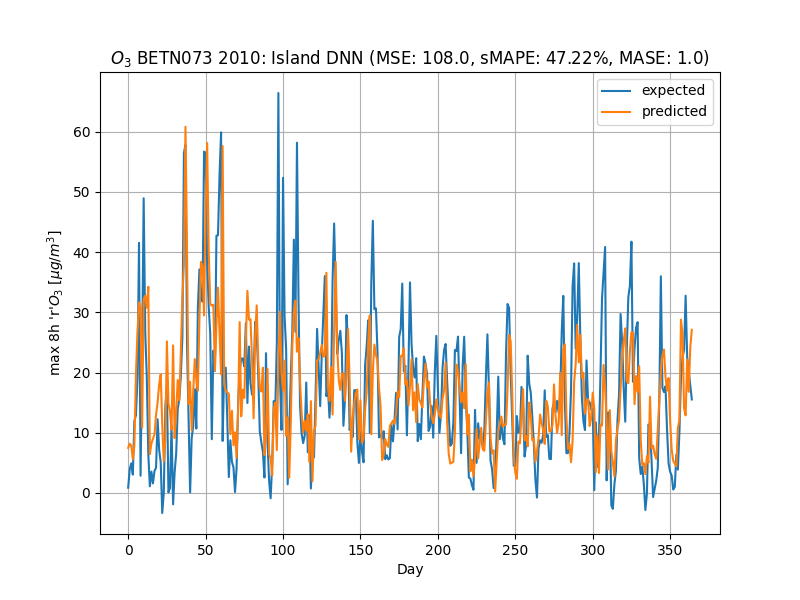 O₃ BETN073 2010: Island DNN (MSE: 108.0, sMAPE: 47.22%, MASE: 1.0)
expected
predicted
max 8h 'r'O₃ [μg/m³]
60
50
40
30
20
10
0
0 50 100 150 200 250 300 350
Day